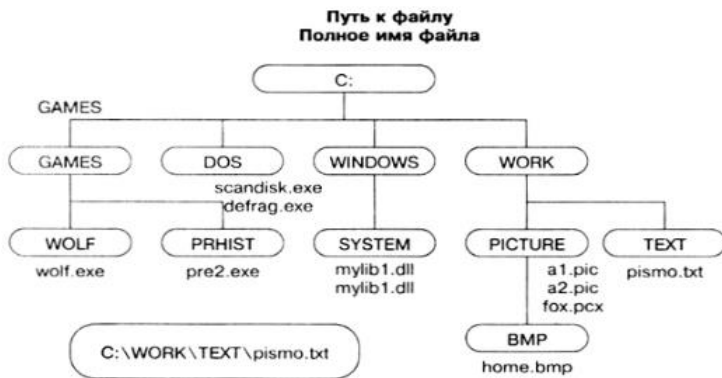 Путь к файлу
Полное имя файла
C:
GAMES
GAMES
DOS
WINDOWS
WORK
scandisk.exe
defrag.exe
WOLF
PRHIST
SYSTEM
PICTURE
TEXT
wolf.exe
pre2.exe
mylib1.dll
mylib1.dll
a1.pic
a2.pic
fox.pcx
pismo.txt
C:\WORK\TEXT\pismo.txt
BMP
home.bmp